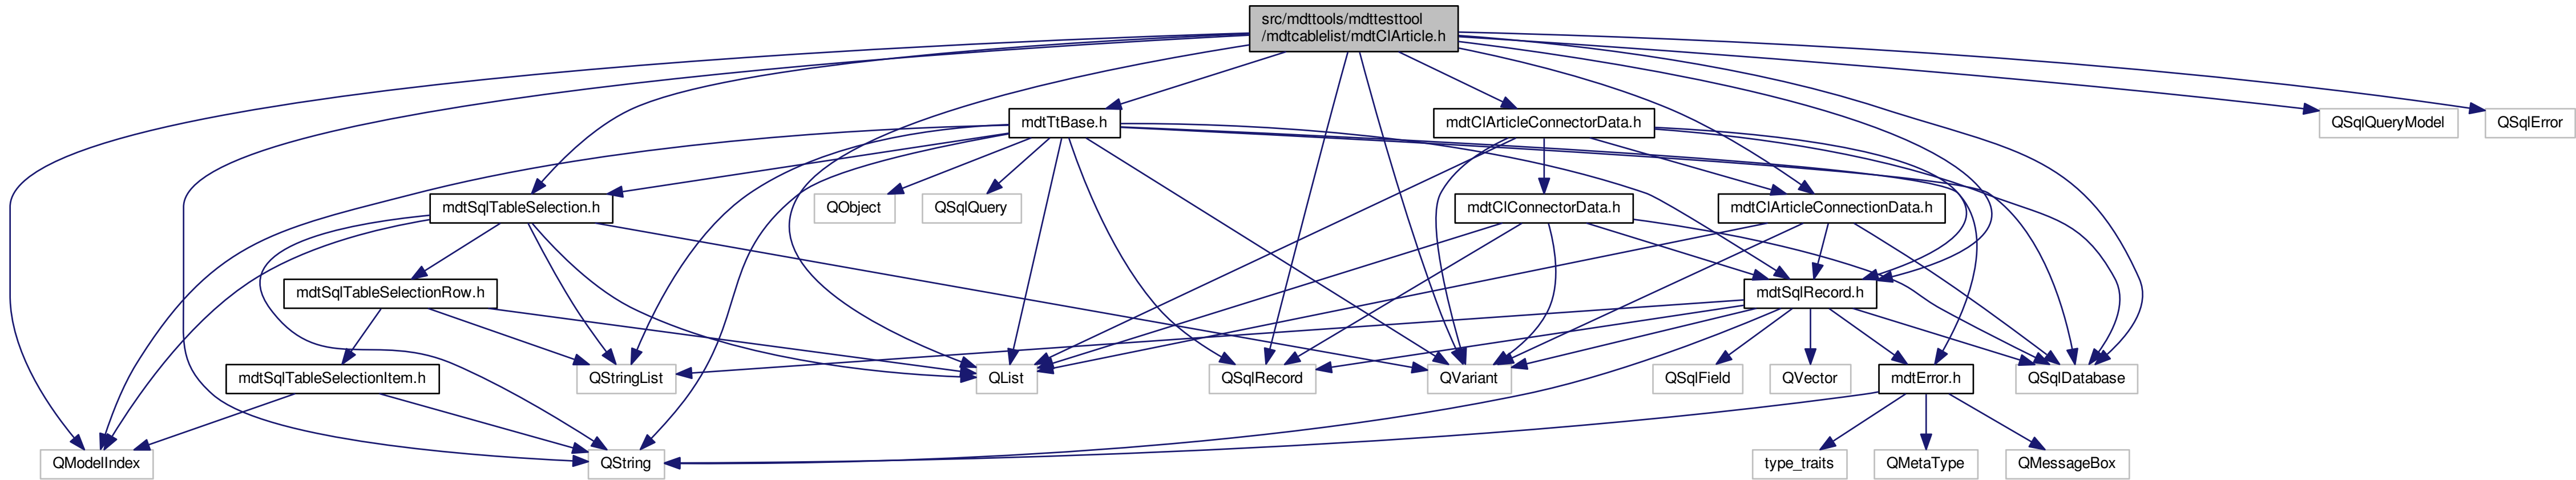 src/mdttools/mdttesttool
/mdtcablelist/mdtClArticle.h
mdtTtBase.h
mdtClArticleConnectorData.h
QSqlQueryModel
QSqlError
mdtSqlTableSelection.h
QObject
QSqlQuery
mdtClConnectorData.h
mdtClArticleConnectionData.h
mdtSqlTableSelectionRow.h
mdtSqlRecord.h
mdtSqlTableSelectionItem.h
QStringList
QList
QSqlRecord
QVariant
QSqlField
QVector
mdtError.h
QSqlDatabase
QModelIndex
QString
type_traits
QMetaType
QMessageBox